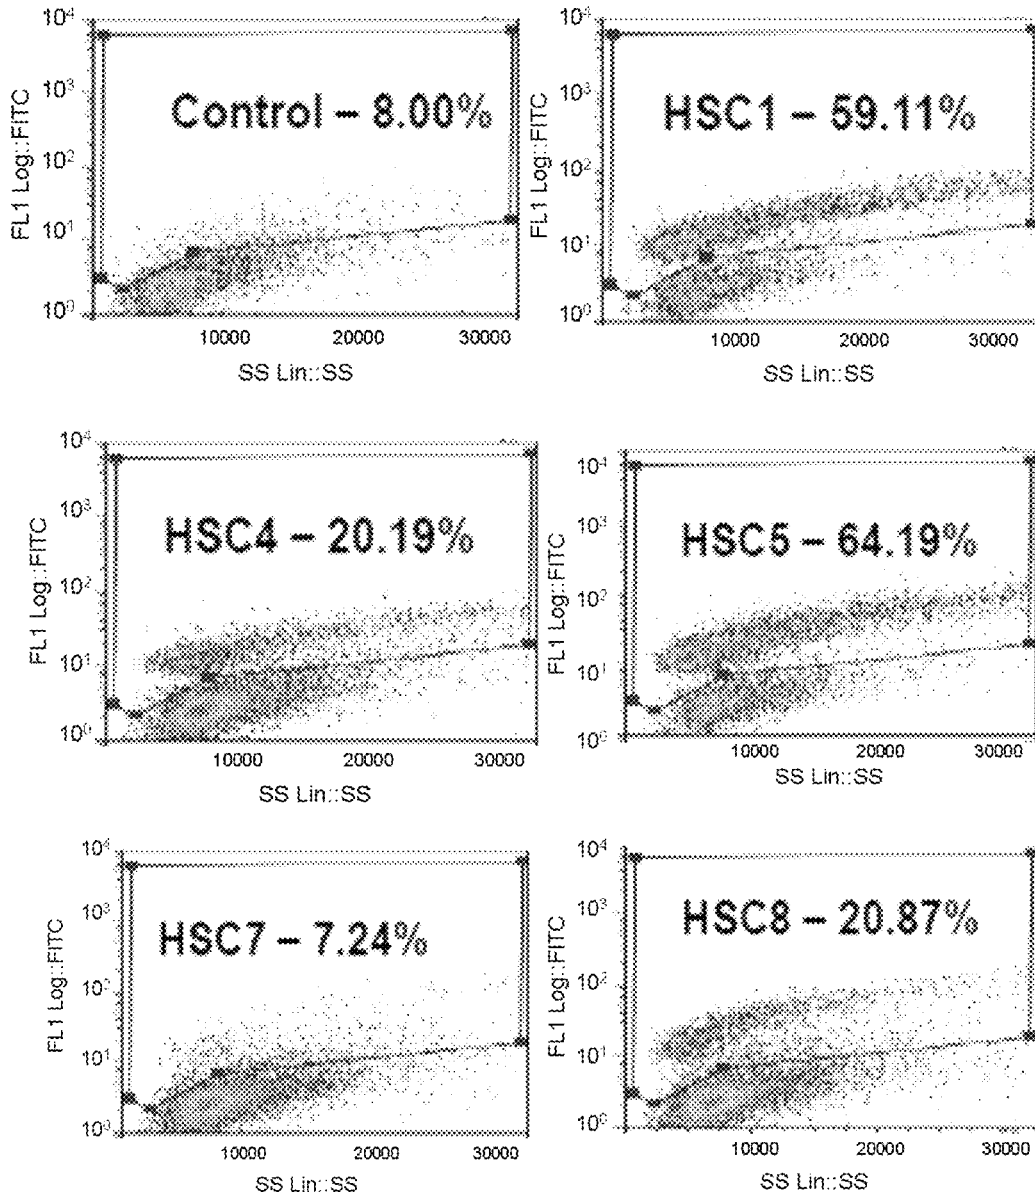 10⁴
10³
10²
10¹
10⁰
FL1 Log::FITC
Control – 8.00%
10000 20000 30000
SS Lin::SS
10⁴
10³
10²
10¹
10⁰
FL1 Log::FITC
HSC1 – 59.11%
10000 20000 30000
SS Lin::SS
10⁴
10³
10²
10¹
10⁰
FL1 Log::FITC
HSC4 – 20.19%
10000 20000 30000
SS Lin::SS
10⁴
10³
10²
10¹
10⁰
FL1 Log::FITC
HSC5 – 64.19%
10000 20000 30000
SS Lin::SS
10⁴
10³
10²
10¹
10⁰
FL1 Log::FITC
HSC7 – 7.24%
10000 20000 30000
SS Lin::SS
10⁴
10³
10²
10¹
10⁰
FL1 Log::FITC
HSC8 – 20.87%
10000 20000 30000
SS Lin::SS